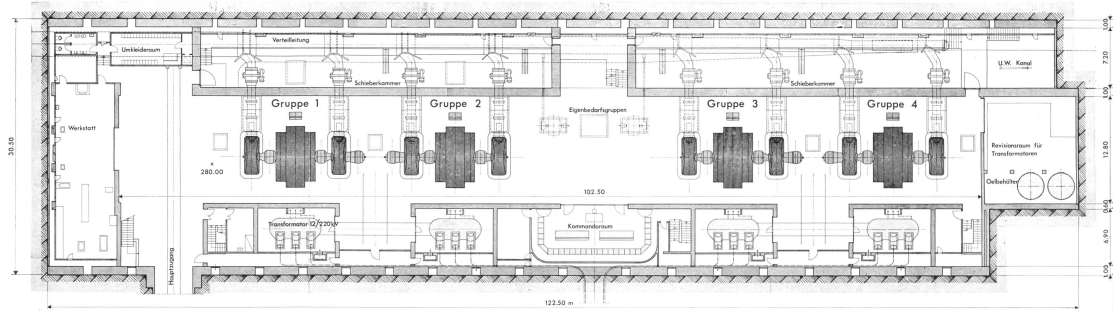 Umkleideraum
Verteilleitung
Schieberkammer
Schieberkammer
U.W. Kanal
Gruppe 1
Gruppe 2
Eigenbedarfsgruppen
Gruppe 3
Gruppe 4
Werkstatt
Revisionsraum für
Transformatoren
x
280.00
Oelbehälter
102.50
Transformator 12/220kV
Kommandoraum
Hauptzugang
122.50 m
30.50
1.00
7.20
1.00
12.80
0.60
6.90
1.00